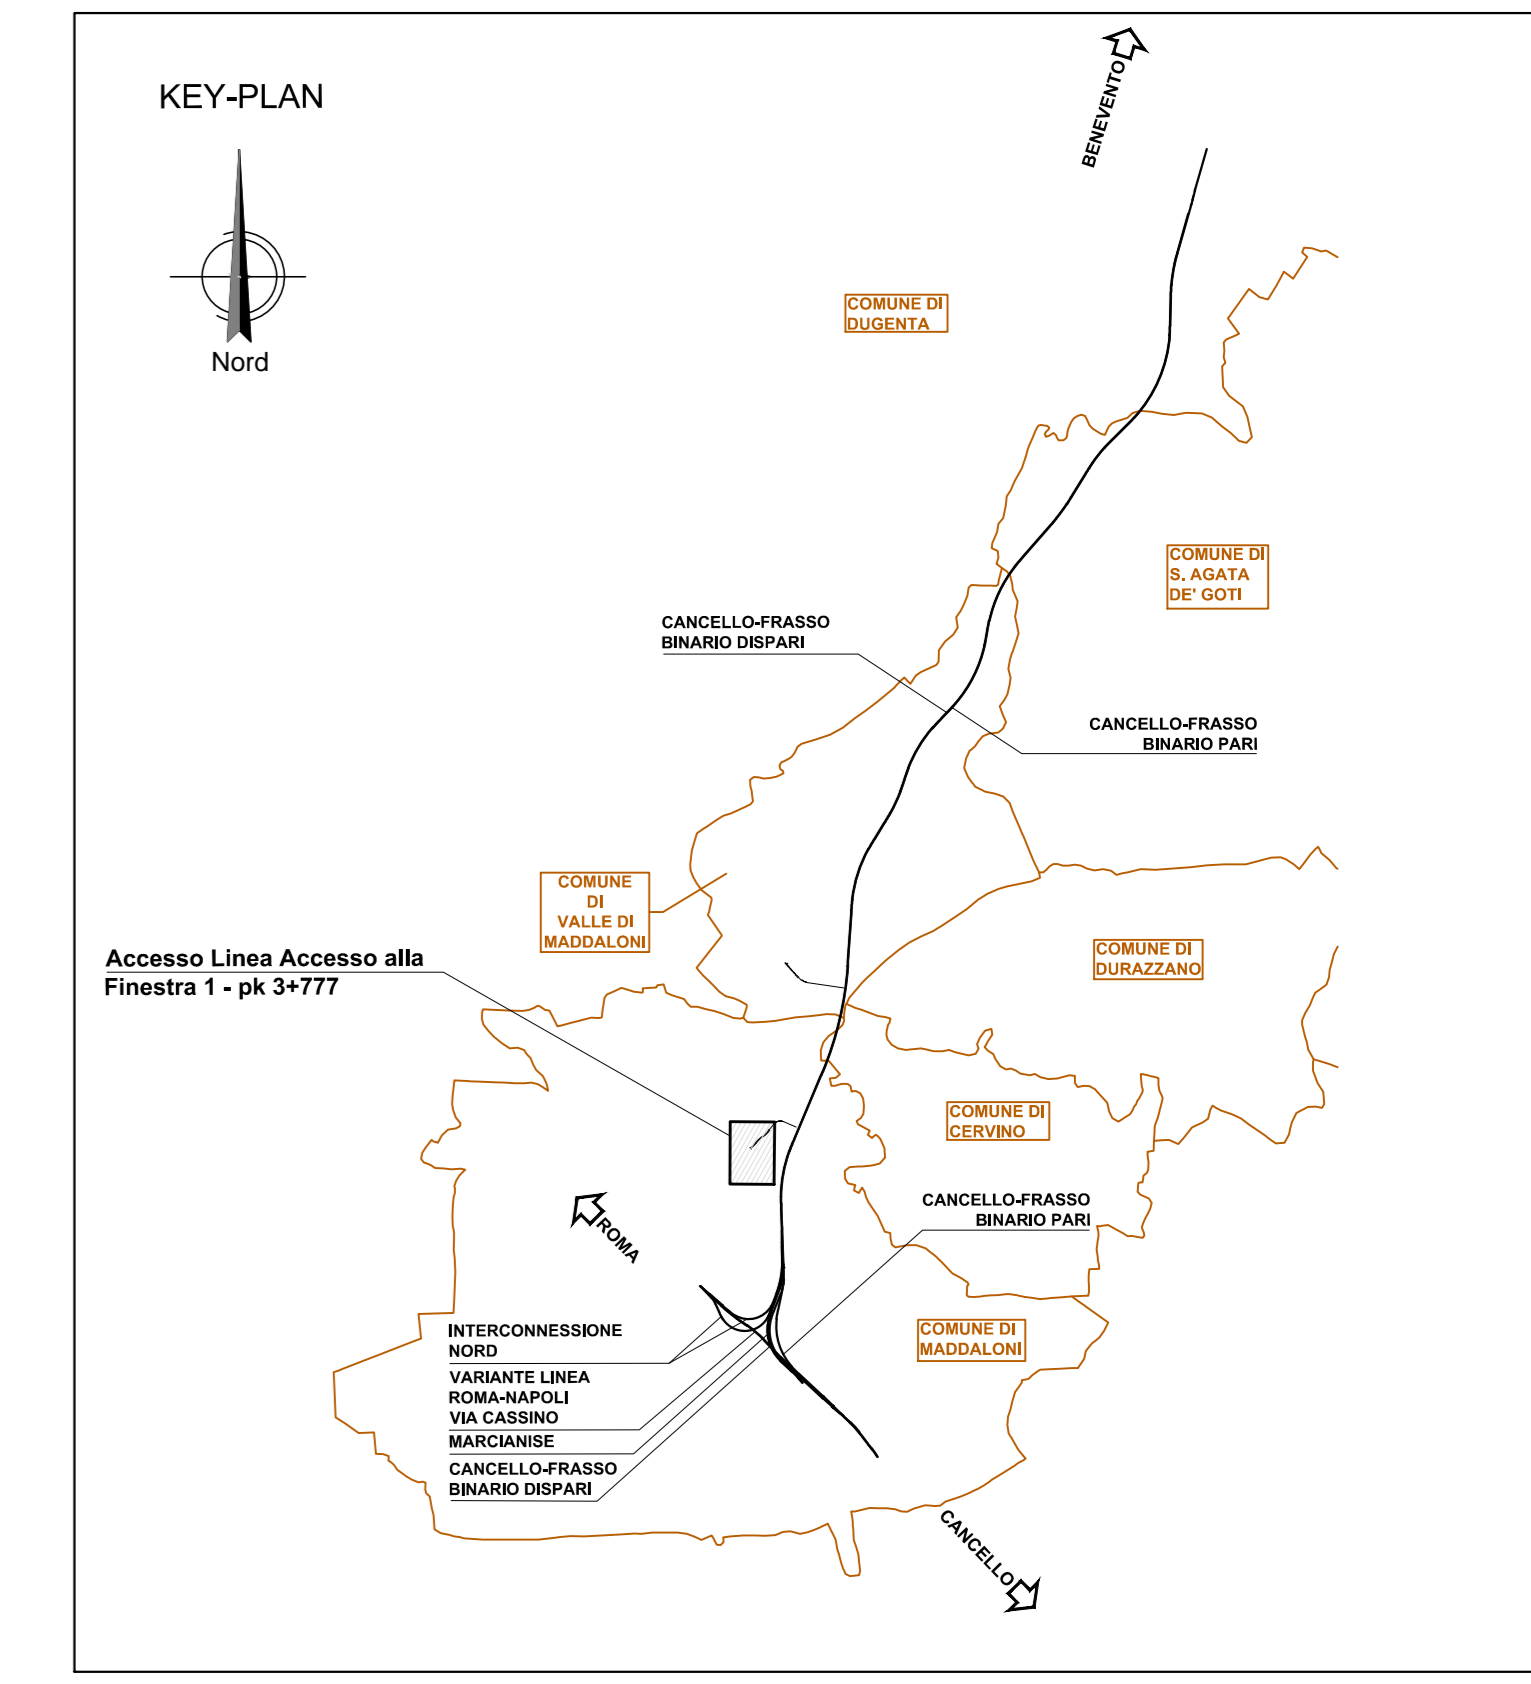 KEY-PLAN
BENEVENTO
Nord
COMUNE DI
DUGENTA
COMUNE DI
S. AGATA
DE' GOTI
CANCELLO-FRASSO
BINARIO DISPARI
CANCELLO-FRASSO
BINARIO PARI
COMUNE
DI
VALLE DI
MADDALONI
COMUNE DI
DURAZZANO
Accesso Linea Accesso alla
Finestra 1 - pk 3+777
COMUNE DI
CERVINO
CANCELLO-FRASSO
BINARIO PARI
ROMA
INTERCONNESSIONE
NORD
COMUNE DI
MADDALONI
VARIANTE LINEA
ROMA-NAPOLI
VIA CASSINO
MARCIANISE
CANCELLO-FRASSO
BINARIO DISPARI
CANCELLO